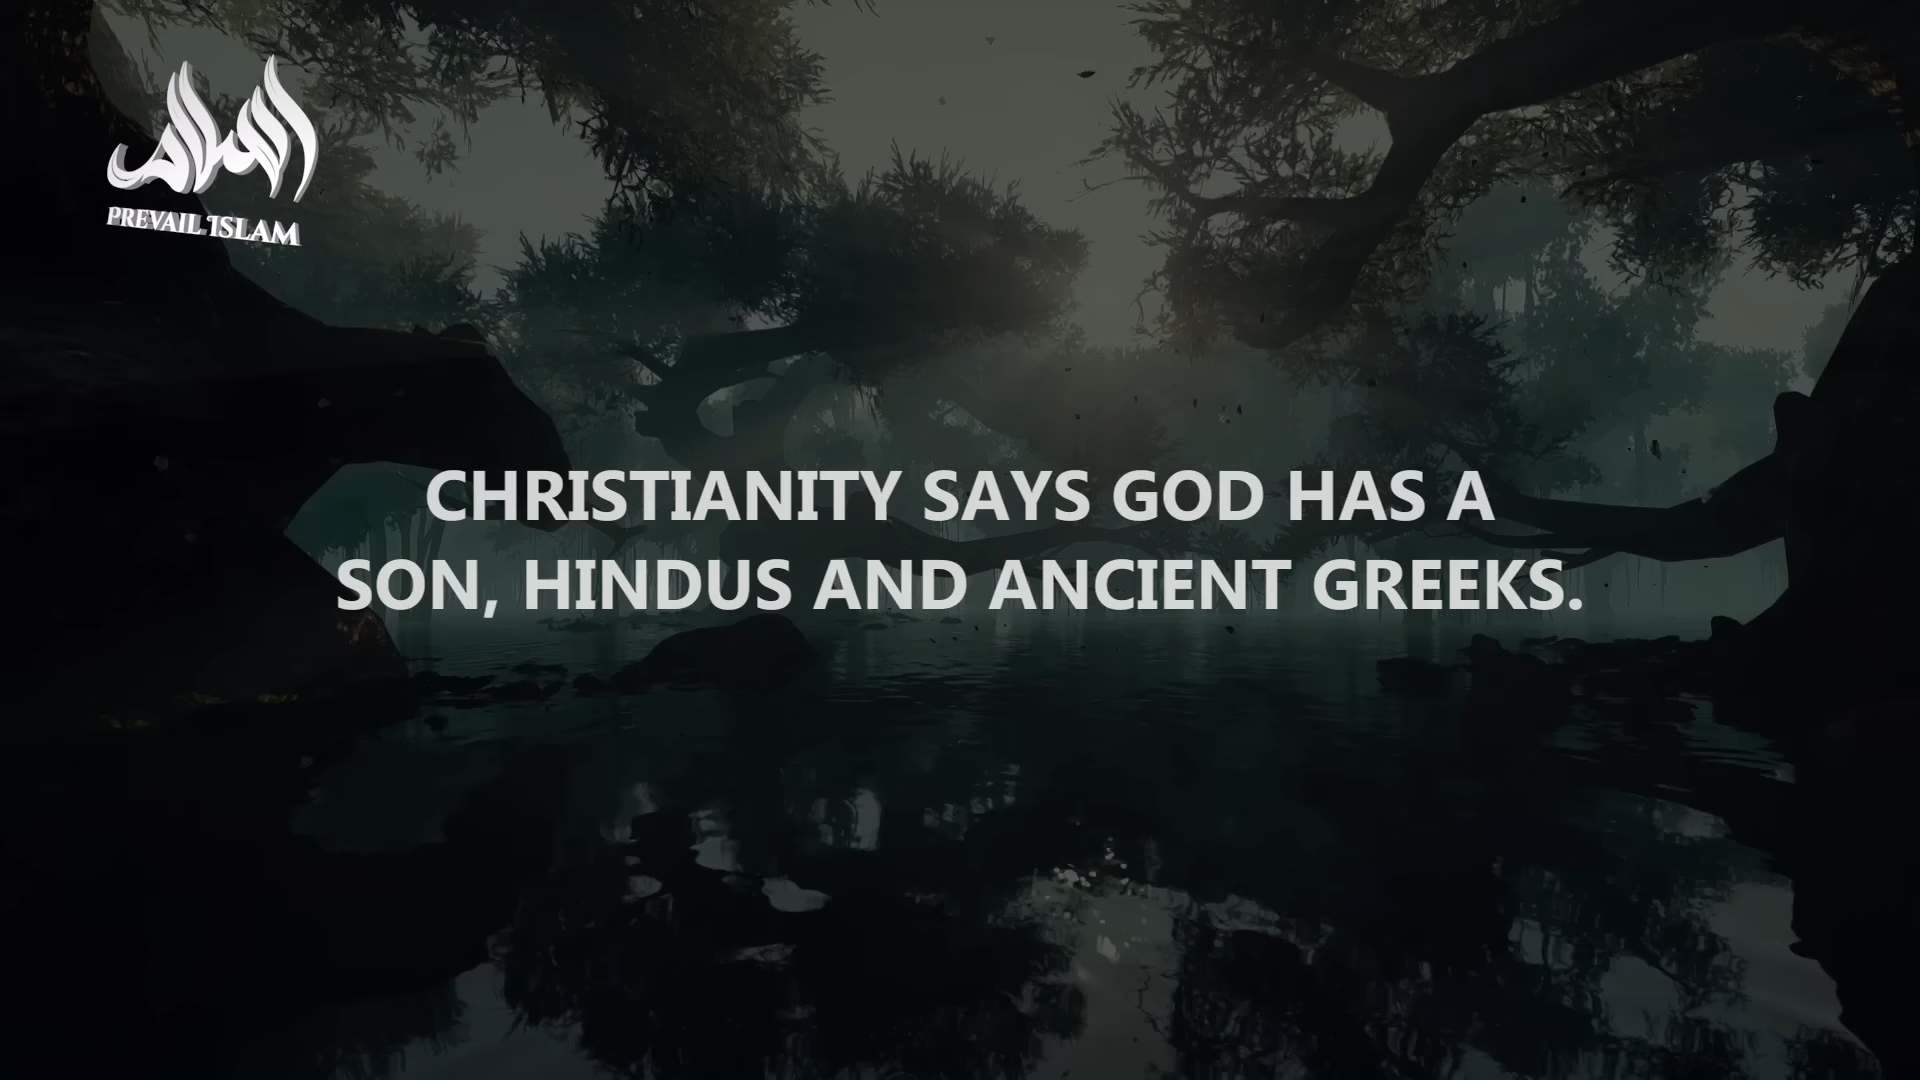 PREVAIL ISLAM
CHRISTIANITY SAYS GOD HAS A
SON, HINDUS AND ANCIENT GREEKS.